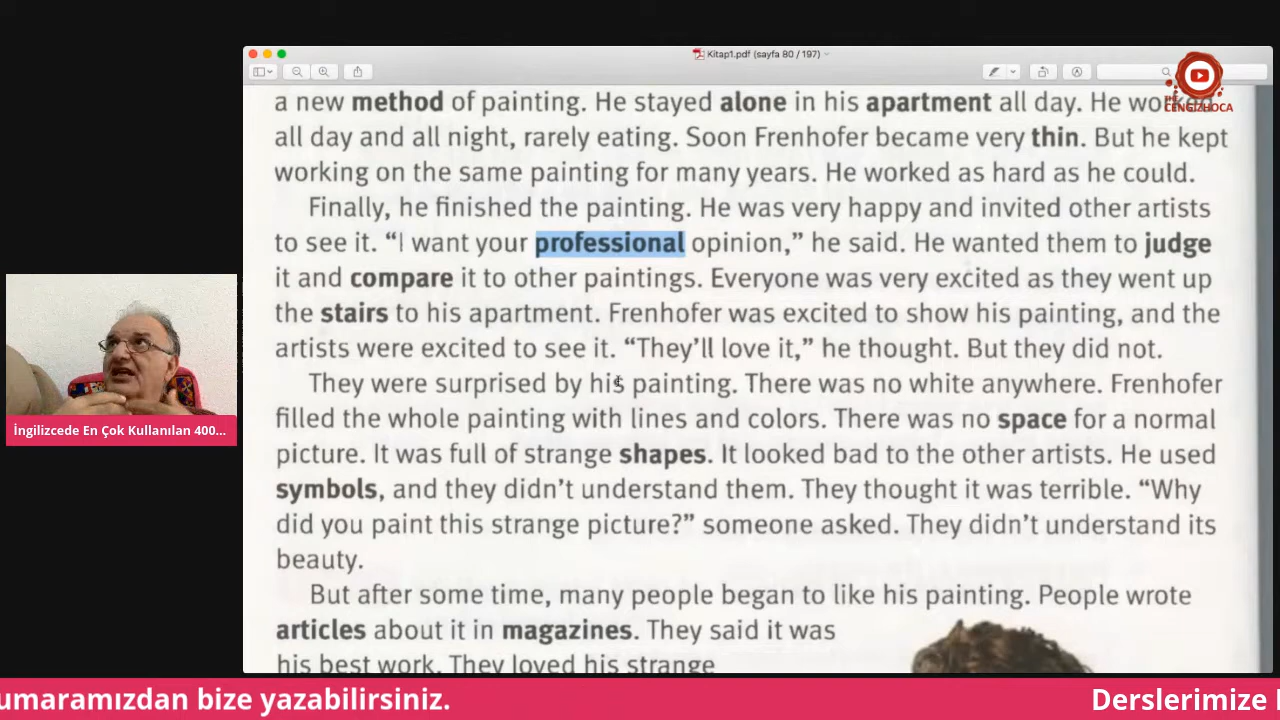 Kitap1.pdf (sayfa 80 / 197)
THE
CENGIZHOCA
a new method of painting. He stayed alone in his apartment all day. He
all day and all night, rarely eating. Soon Frenhofer became very thin. But he kept
working on the same painting for many years. He worked as hard as he could.
Finally, he finished the painting. He was very happy and invited other artists
to see it. “I want your professional opinion,” he said. He wanted them to judge
it and compare it to other paintings. Everyone was very excited as they went up
the stairs to his apartment. Frenhofer was excited to show his painting, and the
artists were excited to see it. “They’ll love it,” he thought. But they did not.
They were surprised by his painting. There was no white anywhere. Frenhofer
filled the whole painting with lines and colors. There was no space for a normal
picture. It was full of strange shapes. It looked bad to the other artists. He used
symbols, and they didn’t understand them. They thought it was terrible. “Why
did you paint this strange picture?” someone asked. They didn’t understand its
beauty.
But after some time, many people began to like his painting. People wrote
articles about it in magazines. They said it was
his best work. They loved his strange
İngilizcede En Çok Kullanılan 400...
umaramızdan bize yazabilirsiniz.
Derslerimize